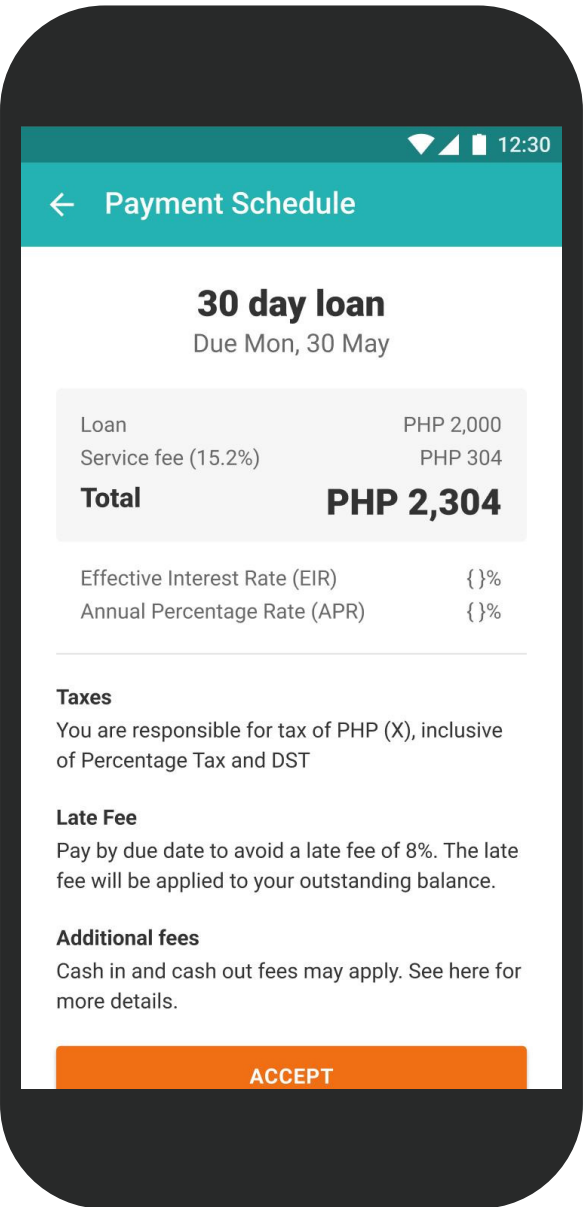 12:30
Payment Schedule
30 day loan
Due Mon, 30 May
Loan PHP 2,000
Service fee (15.2%) PHP 304
Total PHP 2,304
Effective Interest Rate (EIR) { }%
Annual Percentage Rate (APR) { }%
Taxes
You are responsible for tax of PHP (X), inclusive
of Percentage Tax and DST
Late Fee
Pay by due date to avoid a late fee of 8%. The late
fee will be applied to your outstanding balance.
Additional fees
Cash in and cash out fees may apply. See here for
more details.
ACCEPT